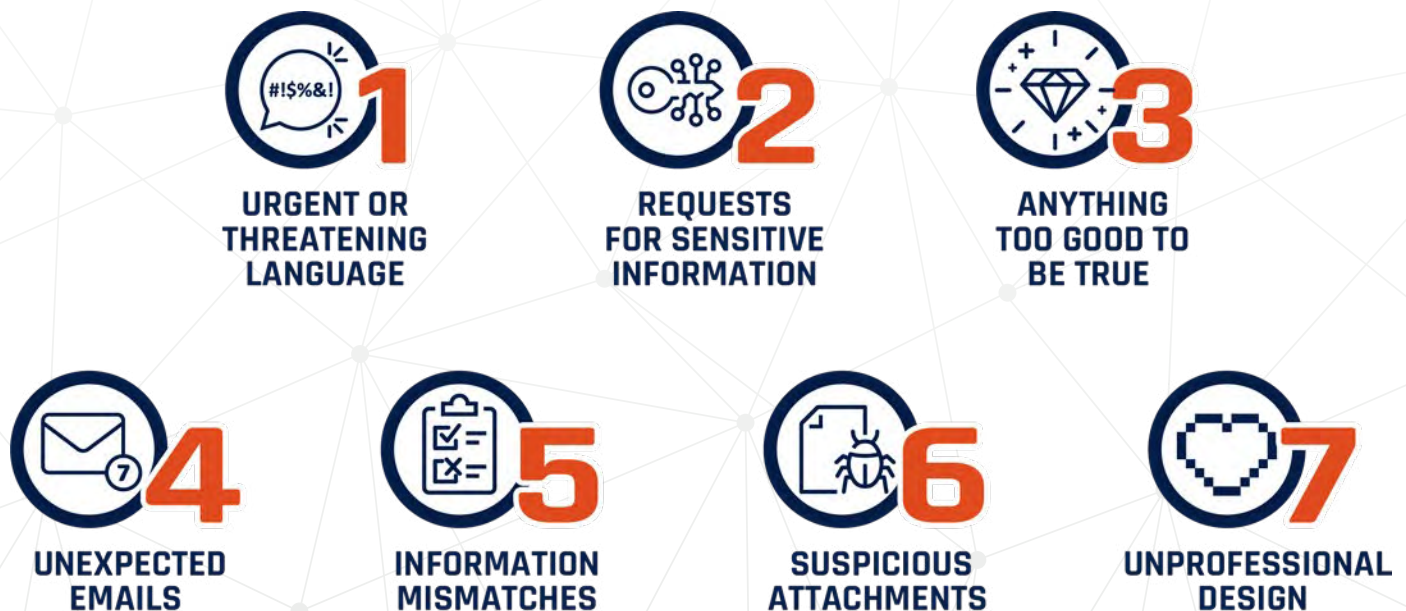 #!$%&!
1
URGENT OR
THREATENING
LANGUAGE
2
REQUESTS
FOR SENSITIVE
INFORMATION
3
ANYTHING
TOO GOOD TO
BE TRUE
7
4
UNEXPECTED
EMAILS
5
INFORMATION
MISMATCHES
6
SUSPICIOUS
ATTACHMENTS
7
UNPROFESSIONAL
DESIGN